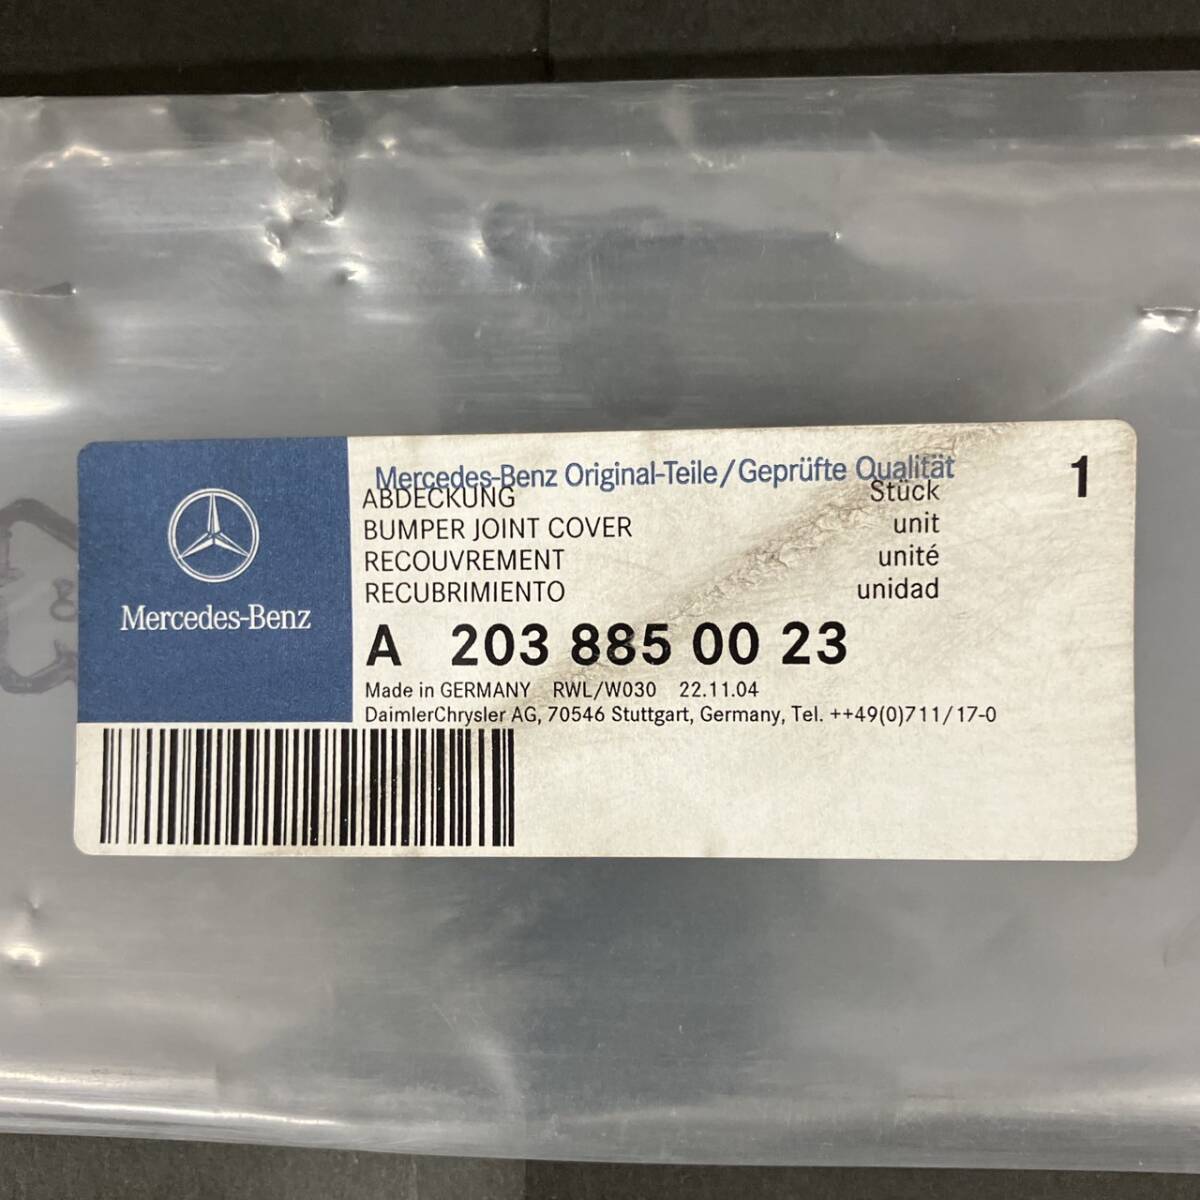 Mercedes-Benz
Mercedes-Benz Original-Teile/Geprüfte Qualität
1
ABDECKUNG Stück
BUMPER JOINT COVER unit
RECOUVREMENT unité
RECUBRIMIENTO unidad
A 203 885 00 23
Made in GERMANY RWL/W030 22.11.04
DaimlerChrysler AG, 70546 Stuttgart, Germany, Tel. ++49(0)711/17-0